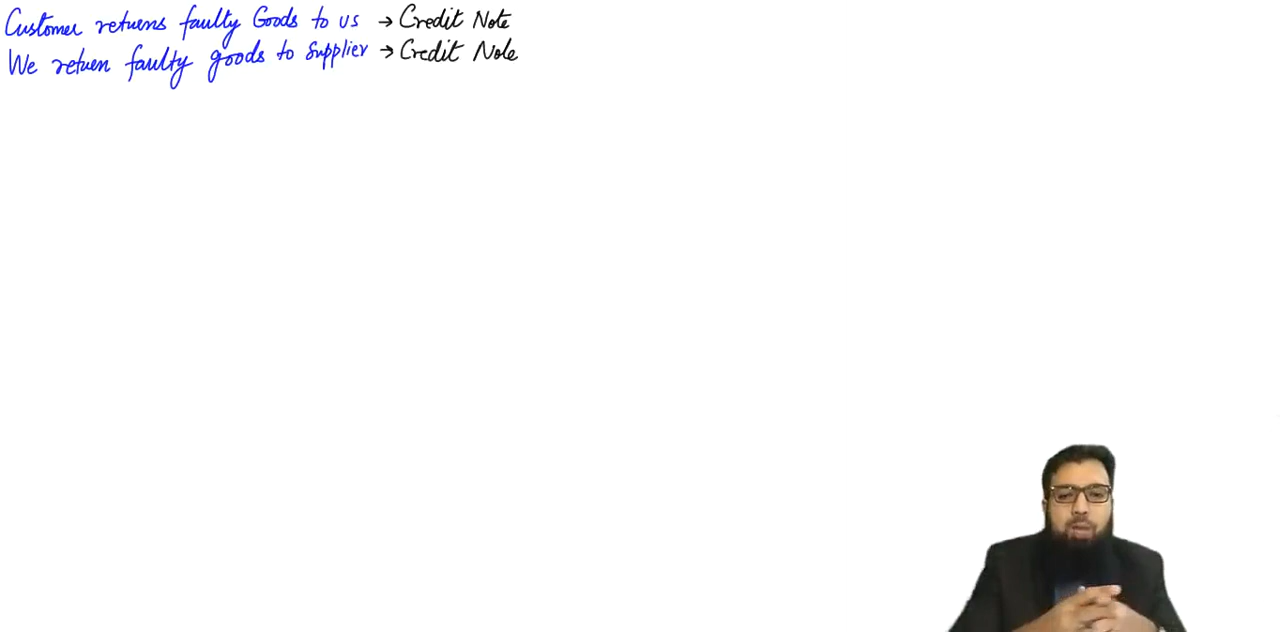 Customer returns faulty Goods to us → Credit Note
We return faulty goods to Supplier → Credit Note